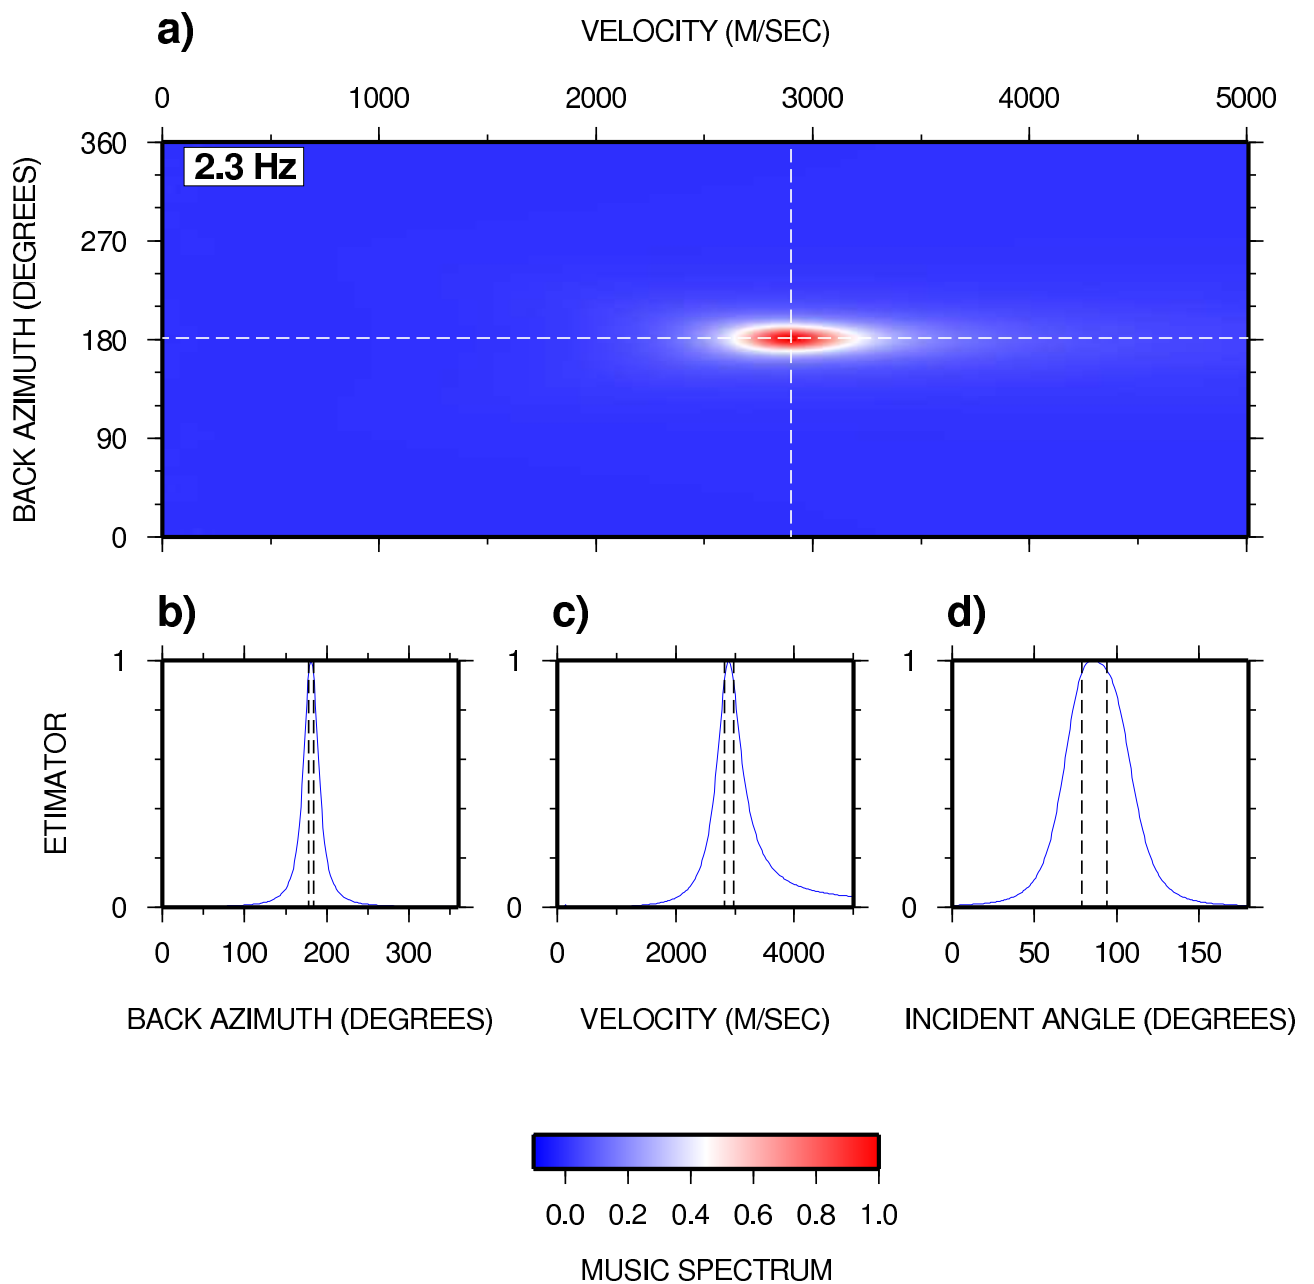 a)
VELOCITY (M/SEC)
0 1000 2000 3000 4000 5000
BACK AZIMUTH (DEGREES)
360
270
180
90
0
2.3 Hz
b)
c)
d)
ETIMATOR
1
0
0 100 200 300
BACK AZIMUTH (DEGREES)
1
0
0 2000 4000
VELOCITY (M/SEC)
1
0
0 50 100 150
INCIDENT ANGLE (DEGREES)
0.0 0.2 0.4 0.6 0.8 1.0
MUSIC SPECTRUM